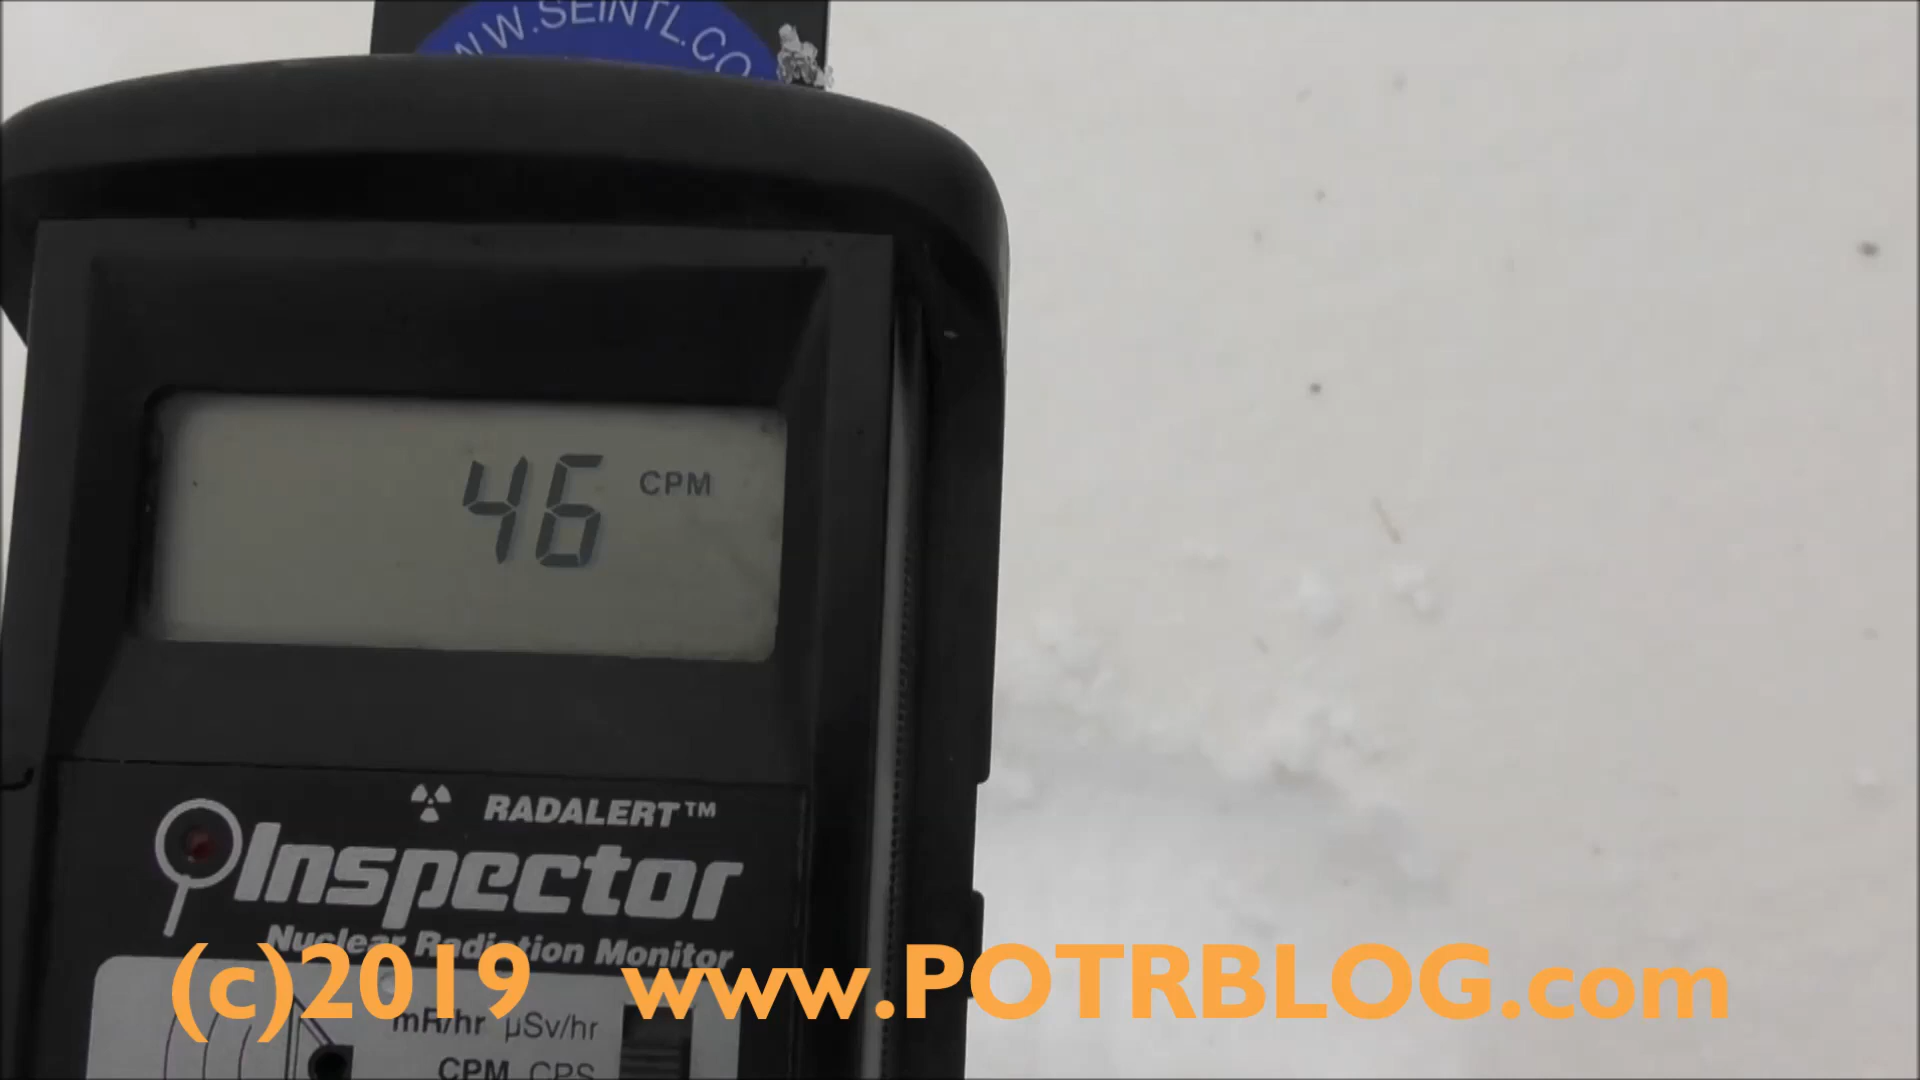 WW.SEINTL.CO
46 CPM
RADALERT™
Inspector
Nuclear Radiation Monitor
(c)2019 www.POTRBLOG.com
mR/hr µSv/hr
CPM CPS